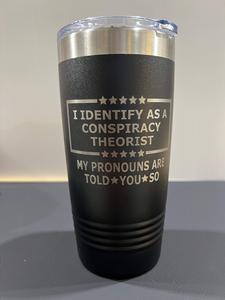 I IDENTIFY AS A
CONSPIRACY
THEORIST
MY PRONOUNS ARE
TOLD★YOU★SO